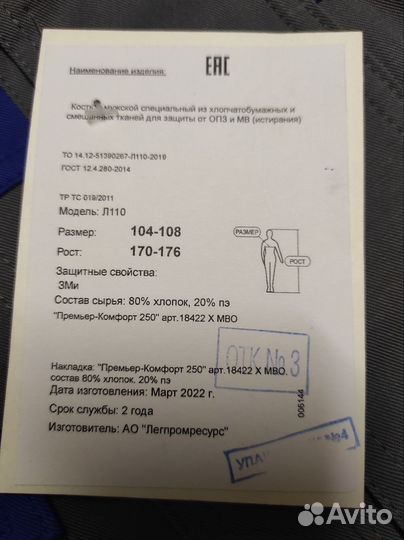 Наименование изделия:
EAC
мужской специальный из хлопчатобумажных и
смешанных тканей для защиты от ОПЗ и МВ (истирания)
ТО 14.12-51390267-Л110-2019
ГОСТ 12.4.280-2014
ТР ТС 019/2011
Модель: Л110
Размер: 104-108
Рост: 170-176
РАЗМЕР
РОСТ
Защитные свойства:
ЗМи
Состав сырья: 80% хлопок, 20% пэ
"Премьер-Комфорт 250" арт.18422 Х МВО
ОТК №3
Накладка: "Премьер-Комфорт 250" арт.18422 Х МВО.
состав 80% хлопок. 20% пэ
Дата изготовления: Март 2022 г.
Срок службы: 2 года
Изготовитель: АО "Легпромресурс"
006144
№4
Avito